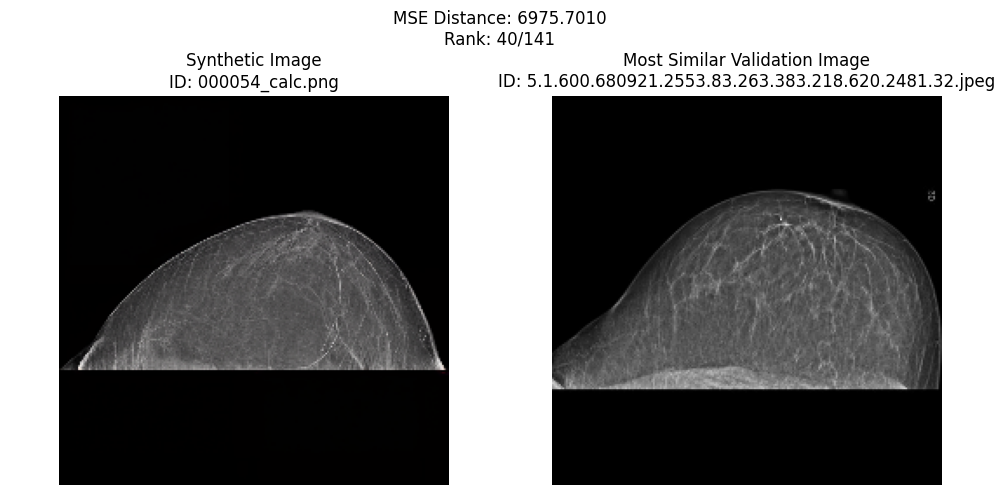 MSE Distance: 6975.7010
Rank: 40/141
Synthetic Image
ID: 000054_calc.png
Most Similar Validation Image
ID: 5.1.600.680921.2553.83.263.383.218.620.2481.32.jpeg